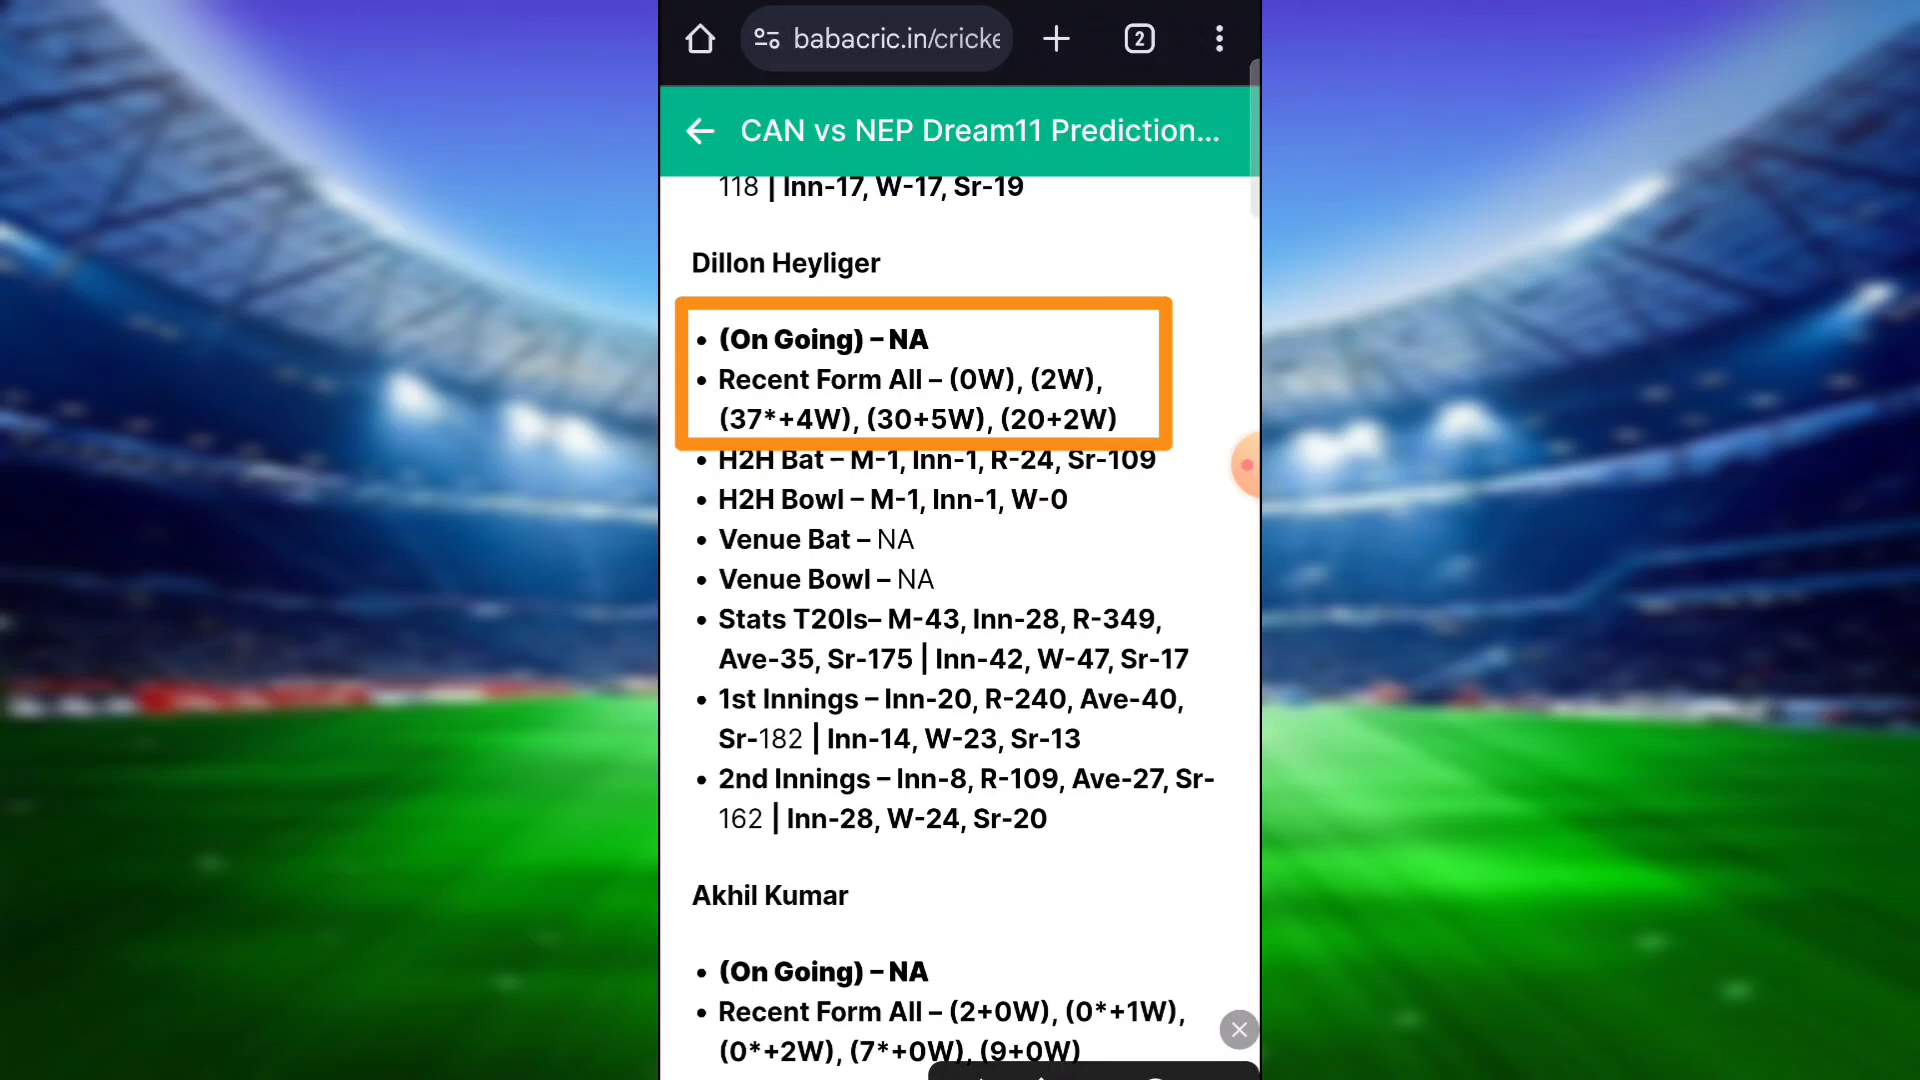 babacric.in/cricke
2
CAN vs NEP Dream11 Prediction...
118 | Inn-17, W-17, Sr-19
Dillon Heyliger
• (On Going) – NA
• Recent Form All – (0W), (2W),
(37*+4W), (30+5W), (20+2W)
• H2H Bat – M-1, Inn-1, R-24, Sr-109
• H2H Bowl – M-1, Inn-1, W-0
• Venue Bat – NA
• Venue Bowl – NA
• Stats T20Is– M-43, Inn-28, R-349,
Ave-35, Sr-175 | Inn-42, W-47, Sr-17
• 1st Innings – Inn-20, R-240, Ave-40,
Sr-182 | Inn-14, W-23, Sr-13
• 2nd Innings – Inn-8, R-109, Ave-27, Sr-
162 | Inn-28, W-24, Sr-20
Akhil Kumar
• (On Going) – NA
• Recent Form All – (2+0W), (0*+1W),
(0*+2W), (7*+0W), (9+0W)